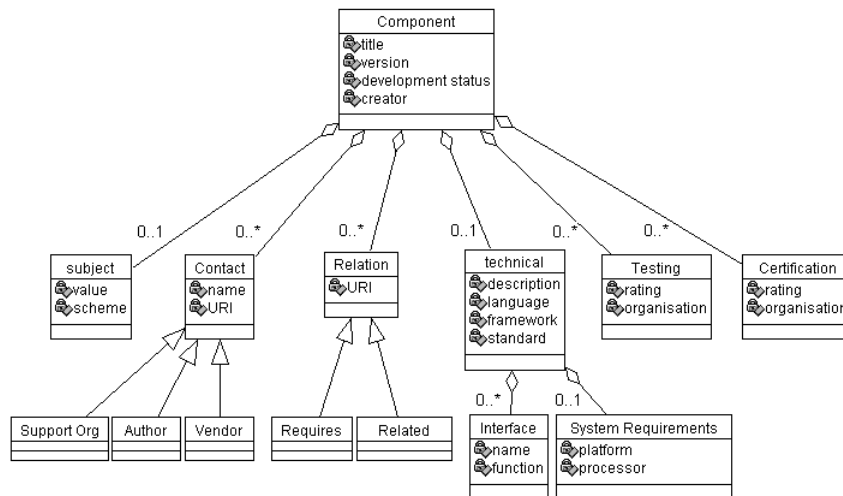 Component
title
version
development status
creator
0..1
0..*
0..*
0..1
0..*
0..*
subject
value
scheme
Contact
name
URI
Relation
URI
technical
description
language
framework
standard
Testing
rating
organisation
Certification
rating
organisation
0..*
0..1
Support Org
Author
Vendor
Requires
Related
Interface
name
function
System Requirements
platform
processor